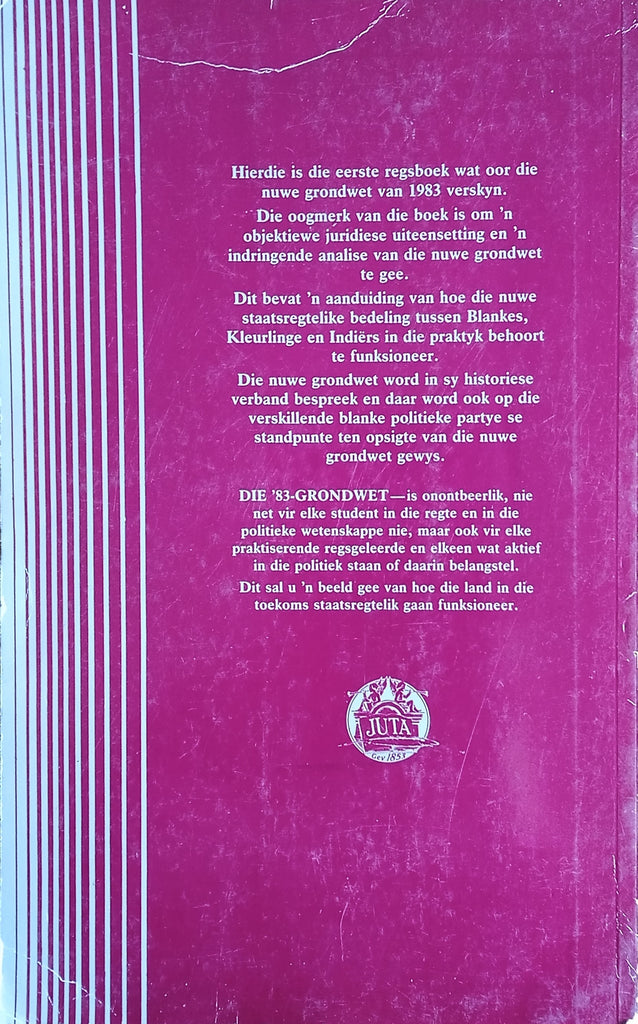 Hierdie is die eerste regsboek wat oor die
nuwe grondwet van 1983 verskyn.
Die oogmerk van die boek is om 'n
objektiewe juridiese uiteensetting en 'n
indringende analise van die nuwe grondwet
te gee.
Dit bevat 'n aanduiding van hoe die nuwe
staatsregtelike bedeling tussen Blankes,
Kleurlinge en Indiërs in die praktyk behoort
te funksioneer.
Die nuwe grondwet word in sy historiese
verband bespreek en daar word ook op die
verskillende blanke politieke partye se
standpunte ten opsigte van die nuwe
grondwet gewys.
DIE '83-GRONDWET—is onontbeerlik, nie
net vir elke student in die regte en in die
politieke wetenskappe nie, maar ook vir elke
praktiserende regsgeleerde en elkeen wat aktief
in die politiek staan of daarin belangstel.
Dit sal u 'n beeld gee van hoe die land in die
toekoms staatsregtelik gaan funksioneer.
JUTA
Gev 1853